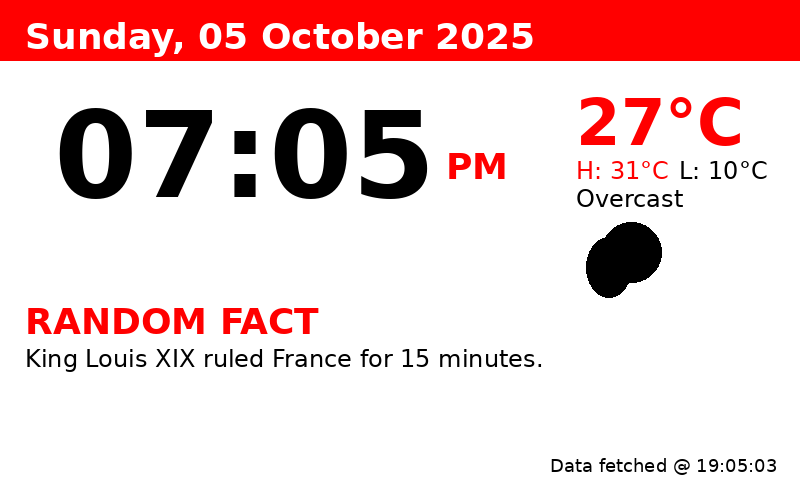 Sunday, 05 October 2025
07:05 PM
27°C
H: 31°C L: 10°C
Overcast
RANDOM FACT
King Louis XIX ruled France for 15 minutes.
Data fetched @ 19:05:03